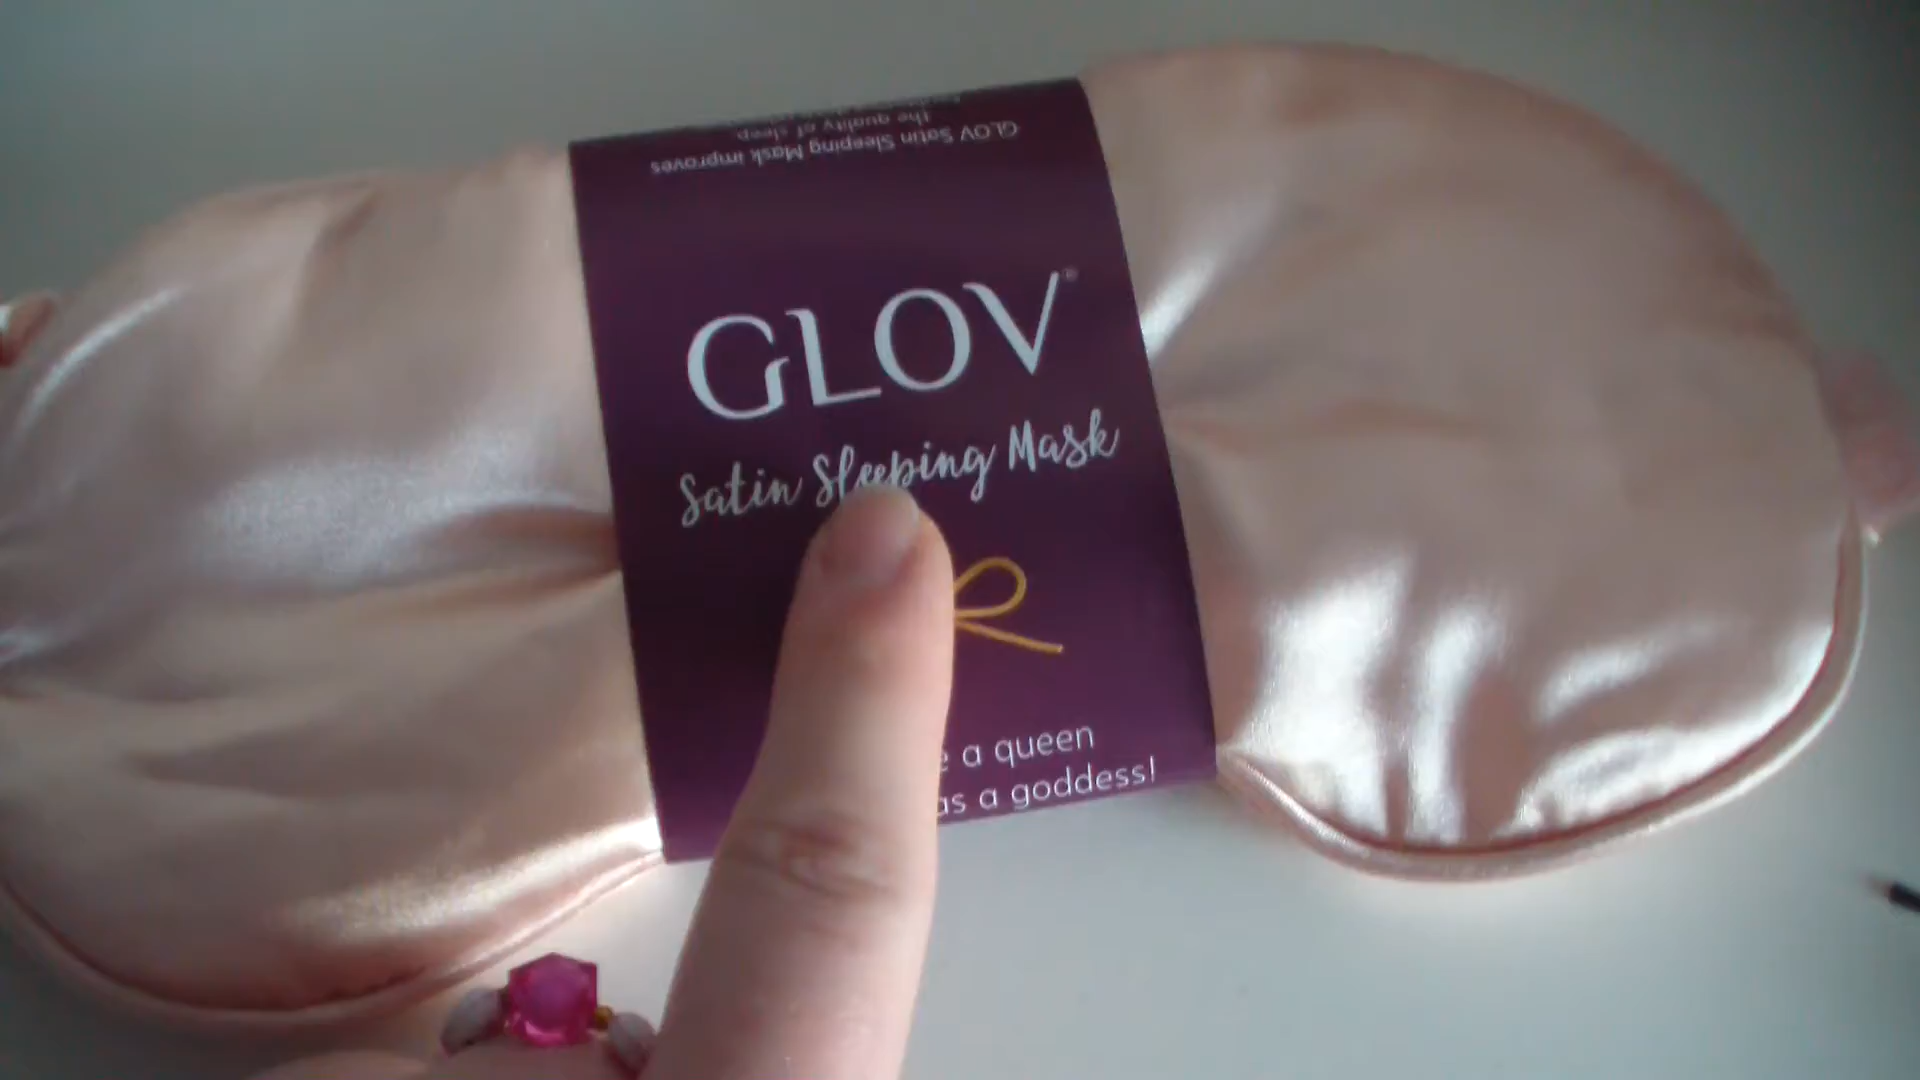 GLOV Satin Sleeping Mask improves
the quality of sleep
GLOV®
Satin Sleeping Mask
a queen
as a goddess!